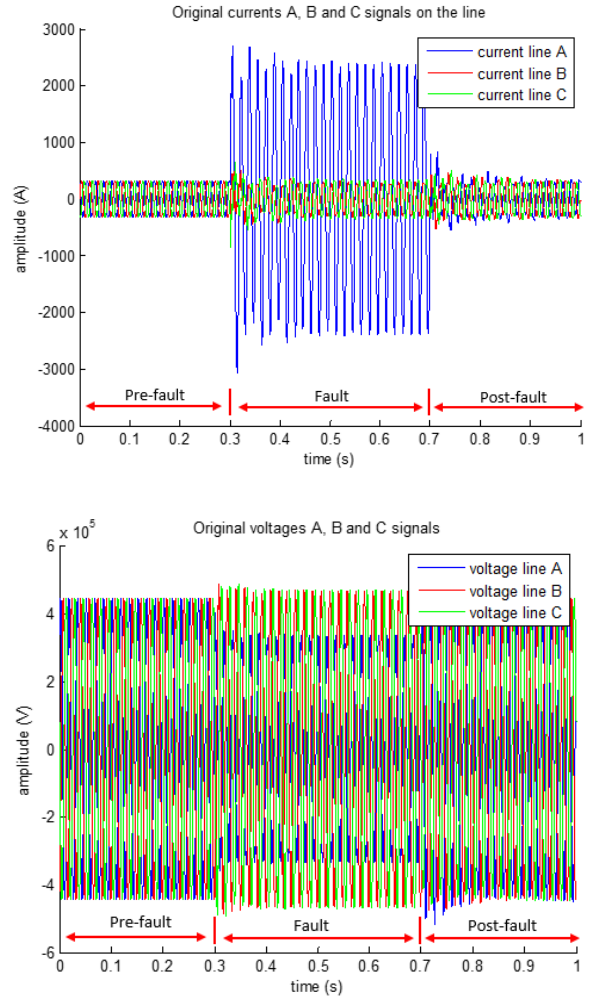 Original currents A, B and C signals on the line
3000
current line A
current line B
current line C
2000
1000
0
-1000
-2000
-3000
-4000
amplitude (A)
Pre-fault
Fault
Post-fault
0 0.1 0.2 0.3 0.4 0.5 0.6 0.7 0.8 0.9 1
time (s)
x 10^5
Original voltages A, B and C signals
6
voltage line A
voltage line B
voltage line C
4
2
0
-2
-4
-6
amplitude (V)
Pre-fault
Fault
Post-fault
0 0.1 0.2 0.3 0.4 0.5 0.6 0.7 0.8 0.9 1
time (s)